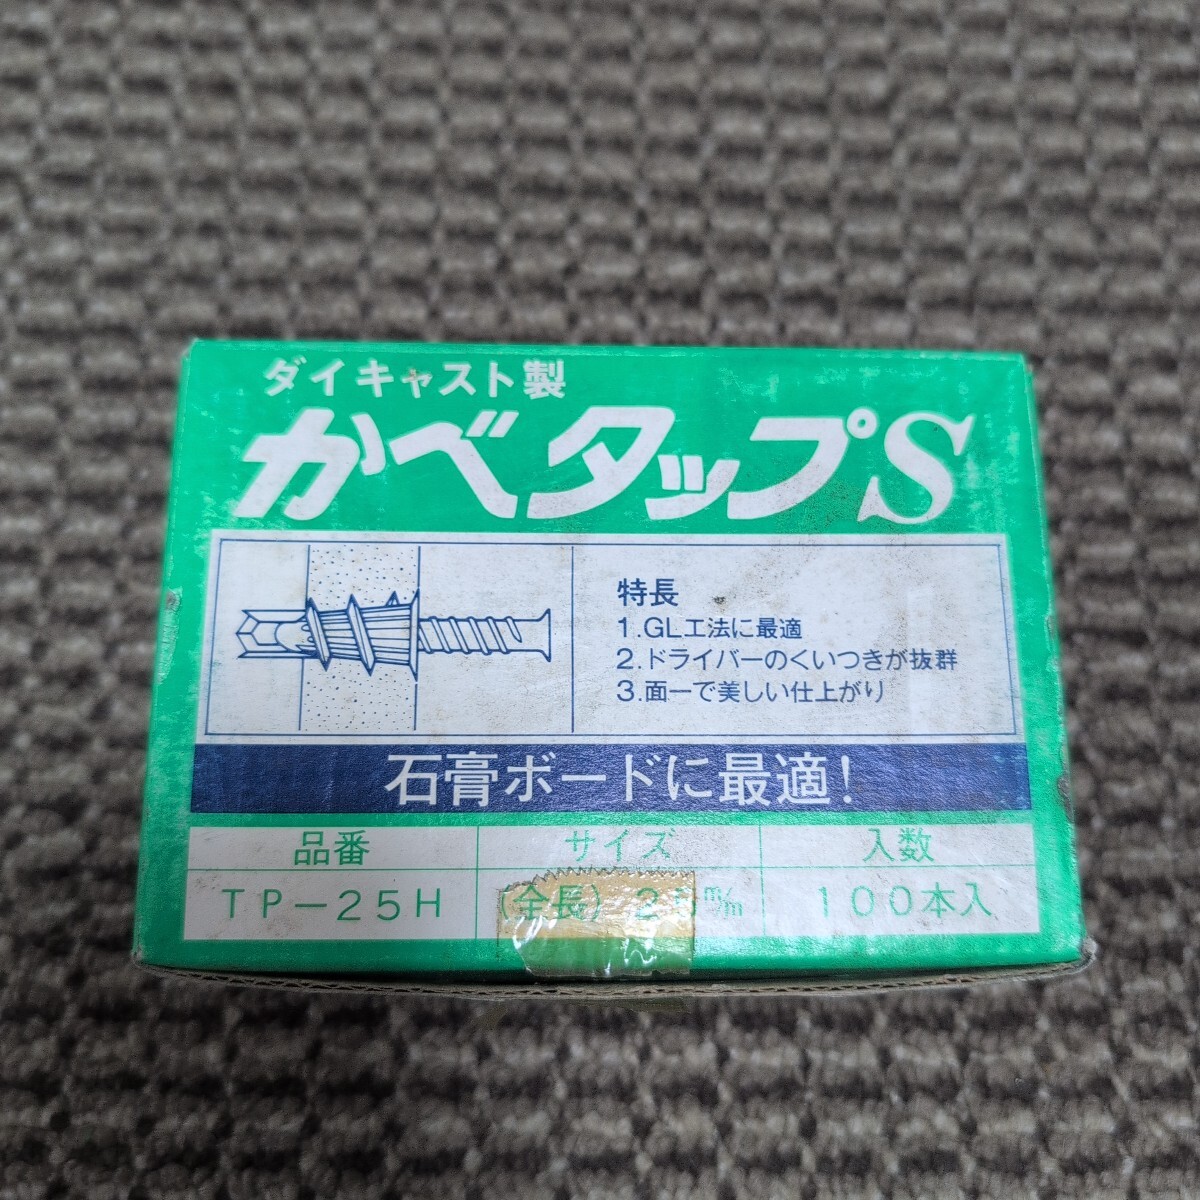 ダイキャスト製
かべタップS
特長
1.GL工法に最適
2.ドライバーのくいつきが抜群
3.面一で美しい仕上がり
石膏ボードに最適!
品番 サイズ 入数
TP-25H (全長) 25㎜ 100本入